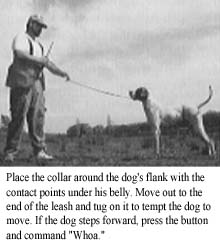 Place the collar around the dog's flank with the
contact points under his belly. Move out to the
end of the leash and tug on it to tempt the dog to
move. If the dog steps forward, press the button
and command "Whoa."